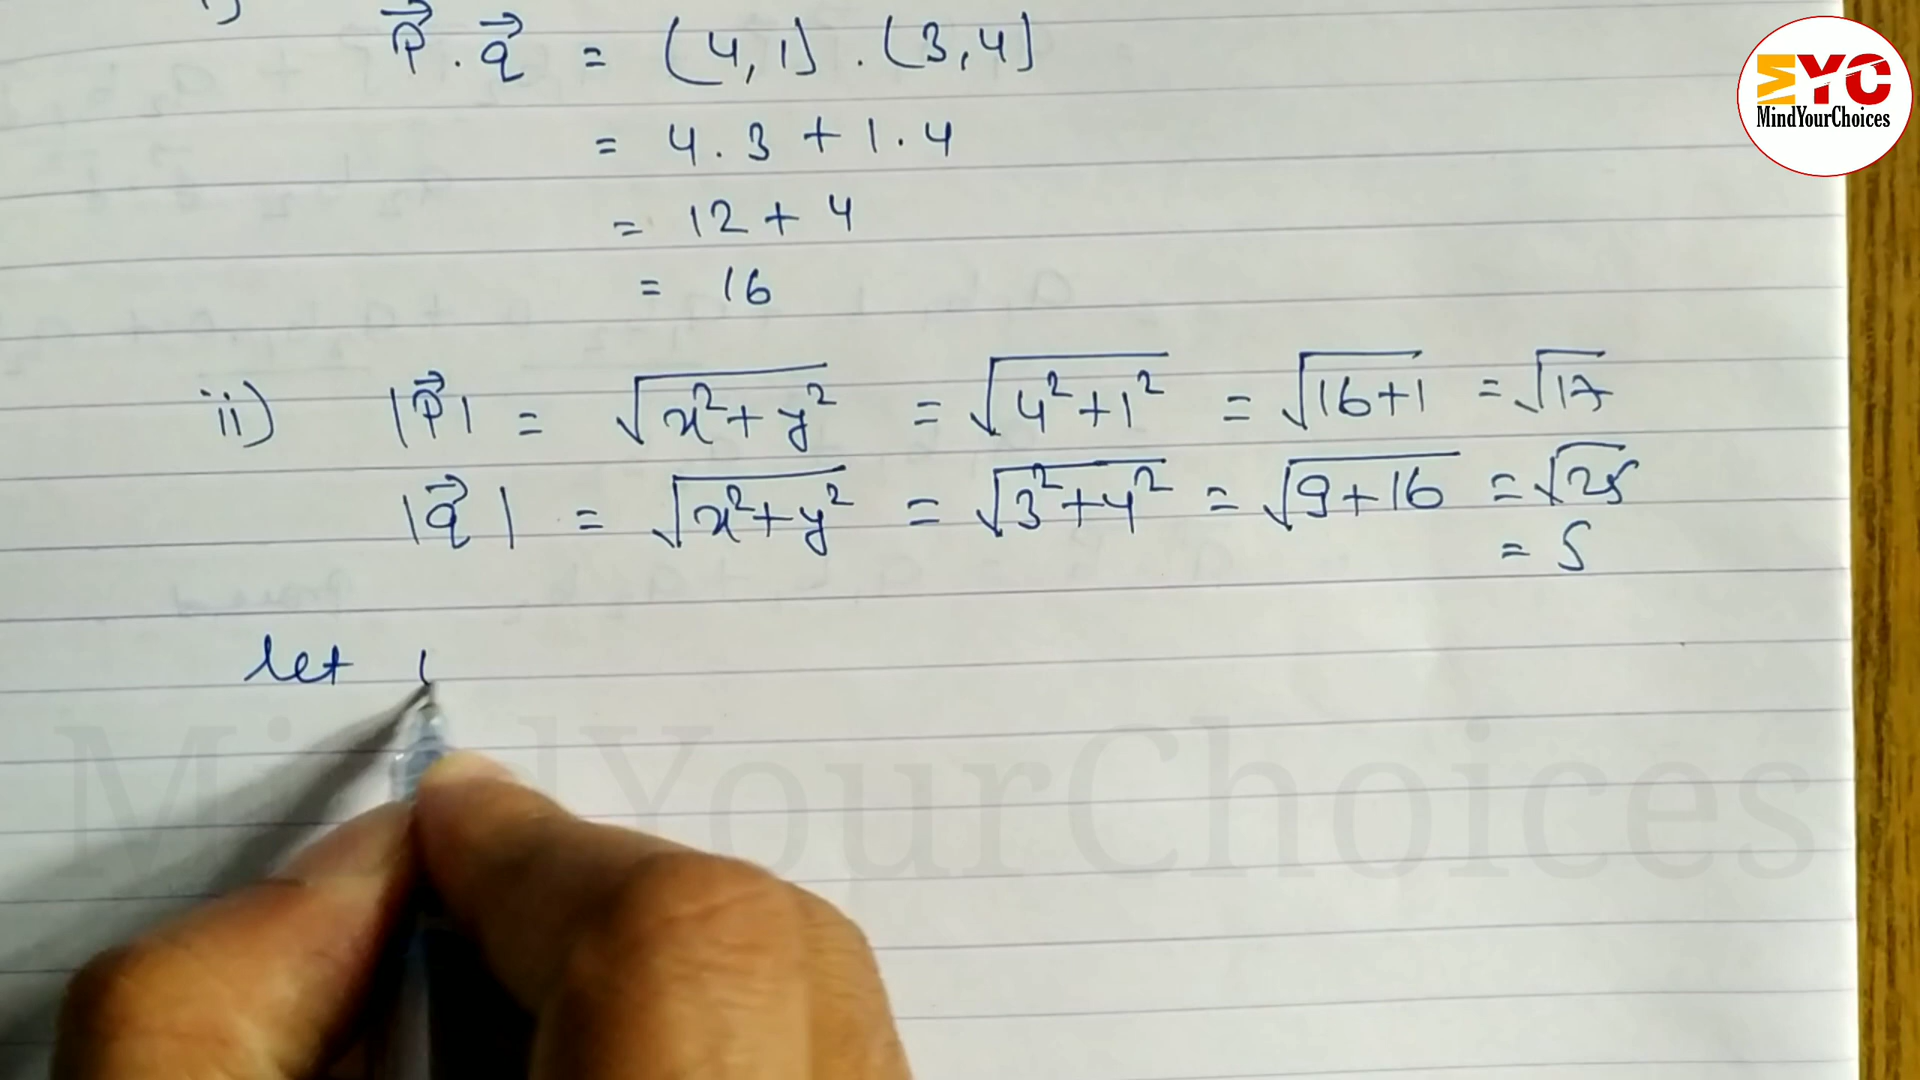 p⃗ . q⃗ = (4,1) . (3,4)
= 4.3 + 1.4
= 12 + 4
= 16
ii) |p⃗| = √(x²+y²) = √(4²+1²) = √(16+1) = √17
|q⃗| = √(x²+y²) = √(3²+4²) = √(9+16) = √25
= 5
let
MYC
MindYourChoices
MindYourChoices